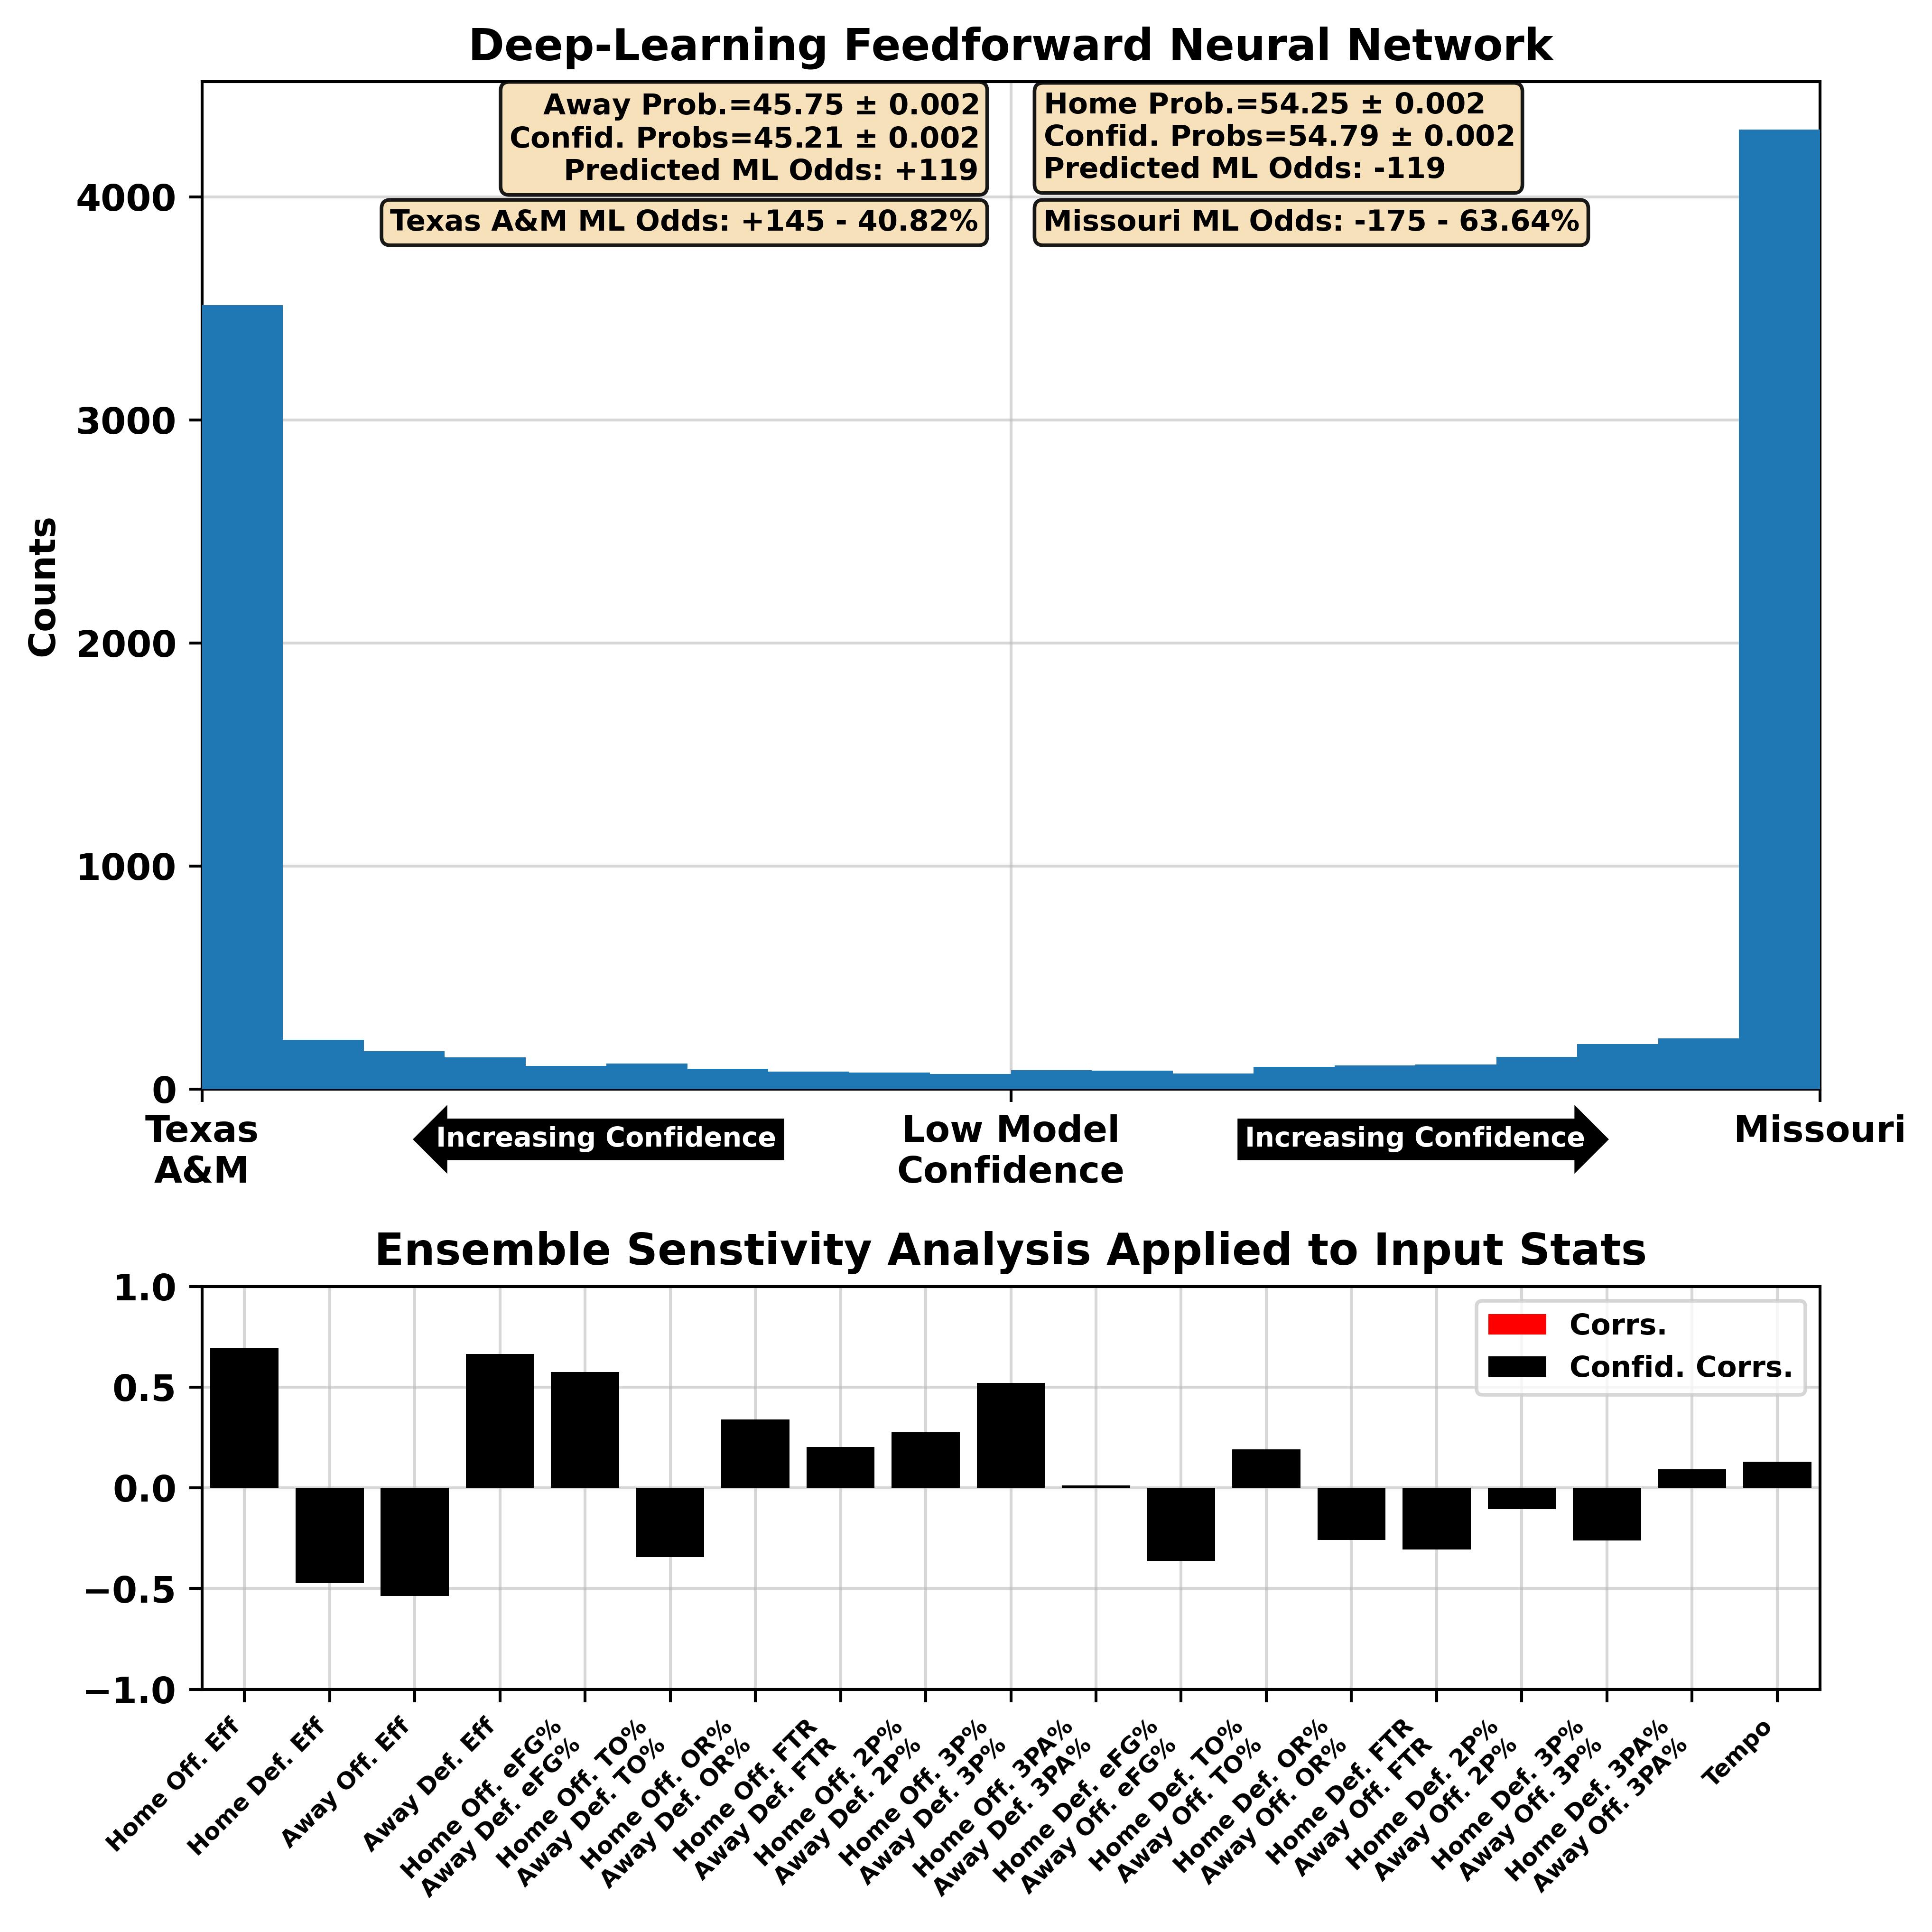 Deep-Learning Feedforward Neural Network
Away Prob.=45.75 ± 0.002
Confid. Probs=45.21 ± 0.002
Predicted ML Odds: +119
Home Prob.=54.25 ± 0.002
Confid. Probs=54.79 ± 0.002
Predicted ML Odds: -119
Texas A&M ML Odds: +145 - 40.82%
Missouri ML Odds: -175 - 63.64%
Counts
4000
3000
2000
1000
0
Texas
A&M
Increasing Confidence
Low Model
Confidence
Increasing Confidence
Missouri
Ensemble Senstivity Analysis Applied to Input Stats
1.0
0.5
0.0
−0.5
−1.0
Corrs.
Confid. Corrs.
Home Off. Eff
Home Def. Eff
Away Off. Eff
Away Def. Eff
Home Off. eFG%
Away Def. eFG%
Home Off. TO%
Away Def. TO%
Home Off. OR%
Away Def. OR%
Home Off. FTR
Away Def. FTR
Home Off. 2P%
Away Def. 2P%
Home Off. 3P%
Away Def. 3P%
Home Off. 3PA%
Away Def. 3PA%
Home Def. eFG%
Away Off. eFG%
Home Def. TO%
Away Off. TO%
Home Def. OR%
Away Off. OR%
Home Def. FTR
Away Off. FTR
Home Def. 2P%
Away Off. 2P%
Home Def. 3P%
Away Off. 3P%
Home Def. 3PA%
Away Off. 3PA%
Tempo